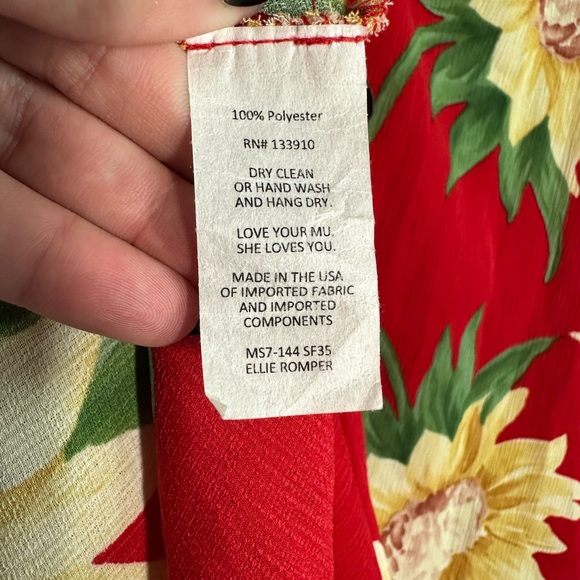 100% Polyester
RN# 133910
DRY CLEAN
OR HAND WASH
AND HANG DRY.
LOVE YOUR MU.
SHE LOVES YOU.
MADE IN THE USA
OF IMPORTED FABRIC
AND IMPORTED
COMPONENTS
MS7-144 SF35
ELLIE ROMPER